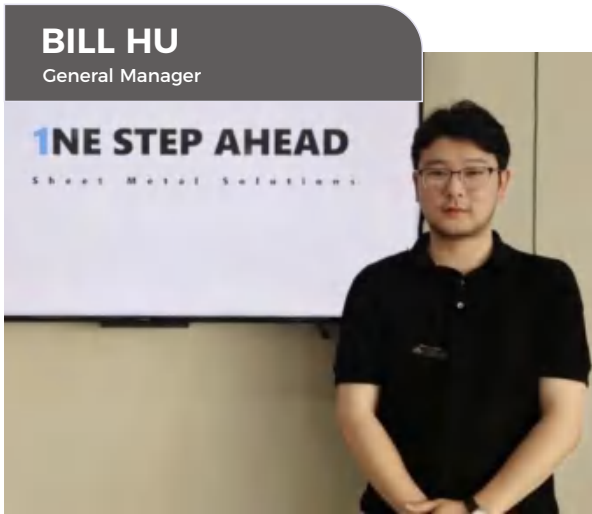 BILL HU
General Manager
1NE STEP AHEAD
Sheet Metal Solutions